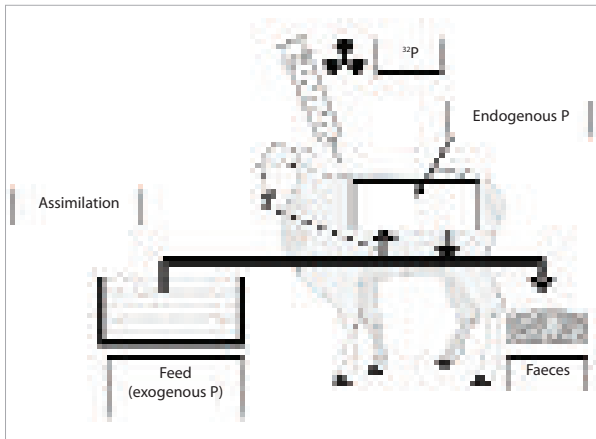 ³²P
Endogenous P
Assimilation
Feed
(exogenous P)
Faeces